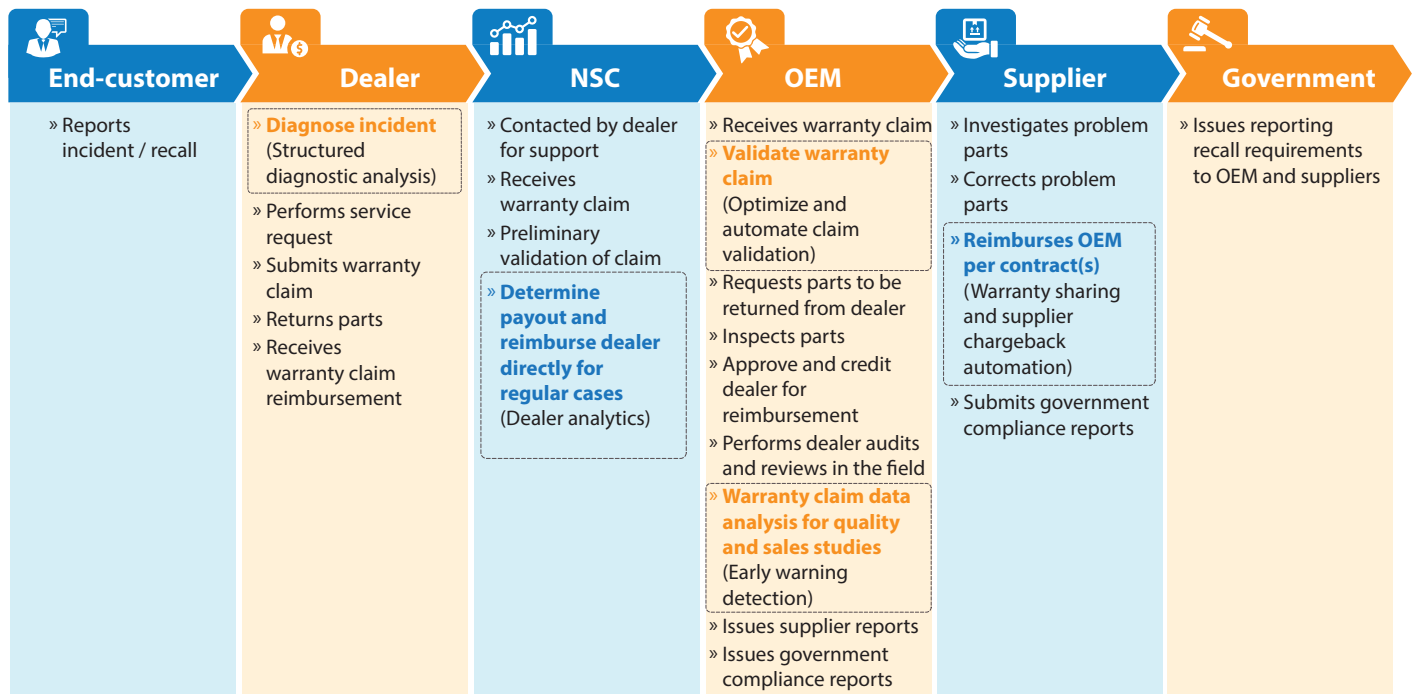 End-customer
» Reports
incident / recall
Dealer
» Diagnose incident
(Structured
diagnostic analysis)
» Performs service
request
» Submits warranty
claim
» Returns parts
» Receives
warranty claim
reimbursement
NSC
» Contacted by dealer
for support
» Receives
warranty claim
» Preliminary
validation of claim
» Determine
payout and
reimburse dealer
directly for
regular cases
(Dealer analytics)
OEM
» Receives warranty claim
» Validate warranty
claim
(Optimize and
automate claim
validation)
» Requests parts to be
returned from dealer
» Inspects parts
» Approve and credit
dealer for
reimbursement
» Performs dealer audits
and reviews in the field
» Warranty claim data
analysis for quality
and sales studies
(Early warning
detection)
» Issues supplier reports
» Issues government
compliance reports
Supplier
» Investigates problem
parts
» Corrects problem
parts
» Reimburses OEM
per contract(s)
(Warranty sharing
and supplier
chargeback
automation)
» Submits government
compliance reports
Government
» Issues reporting
recall requirements
to OEM and suppliers